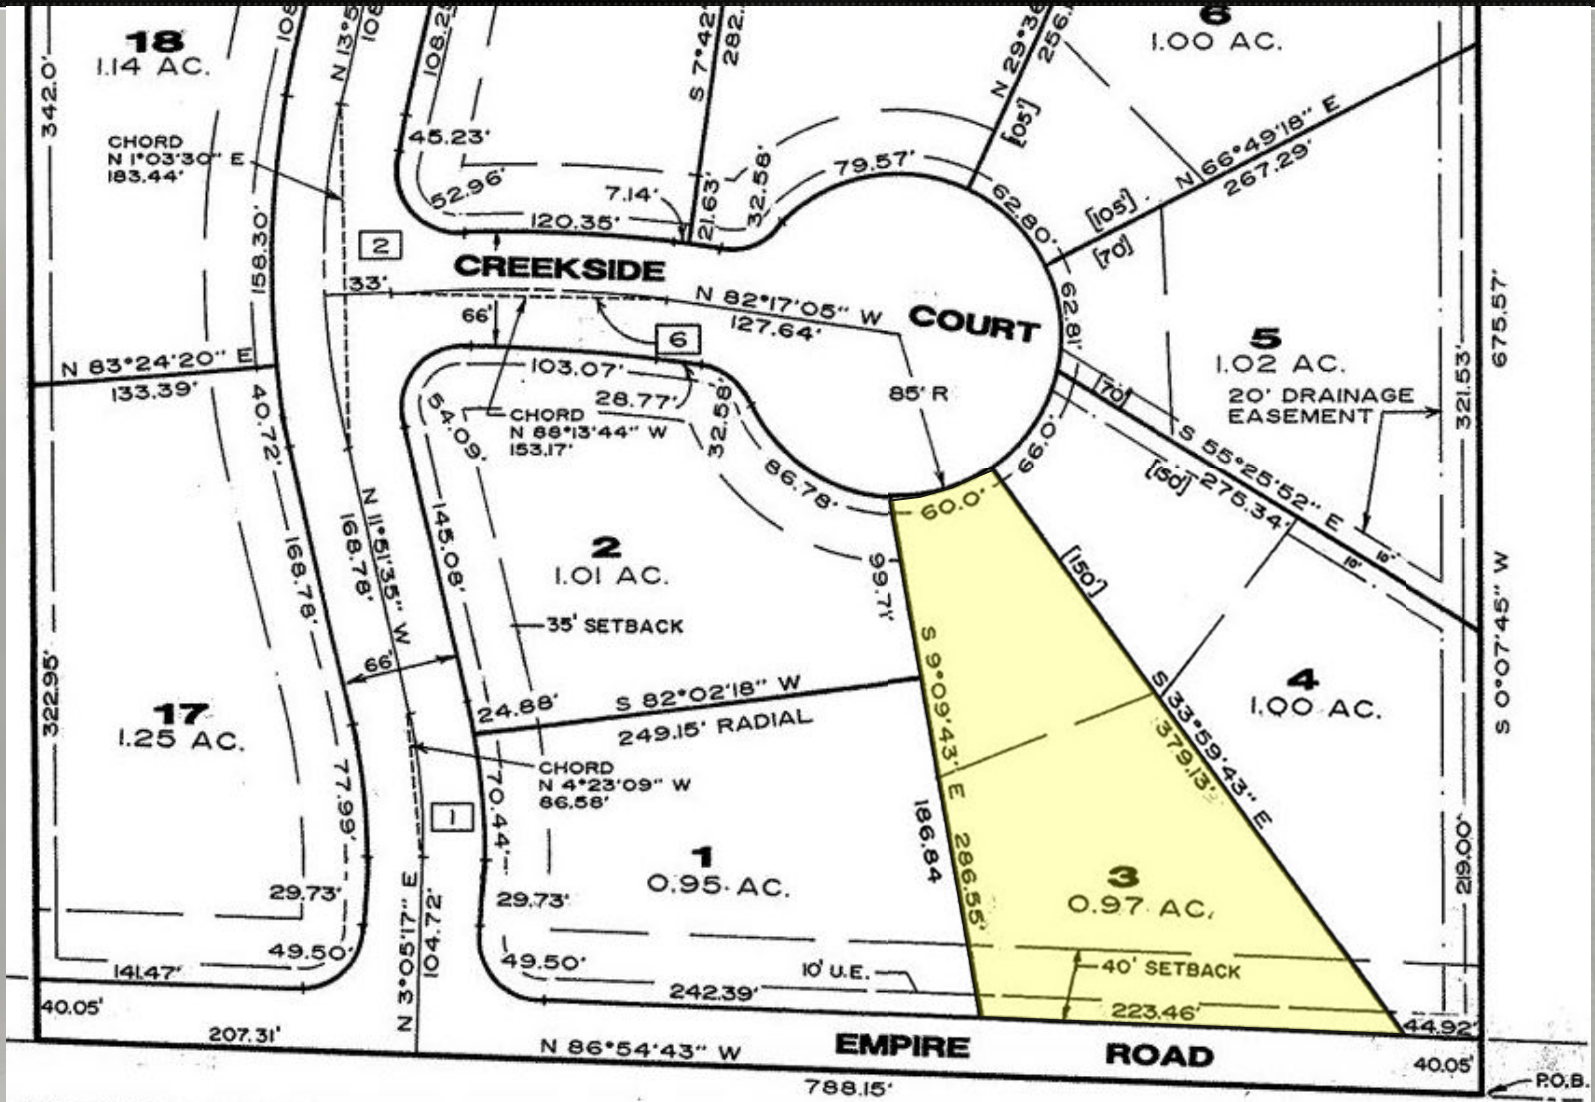 18
1.14 AC.
342.0'
108
N 13°5
108
108.25
S 7°42'
282.
N 29°36
256.
[105']
6
1.00 AC.
CHORD
N 1°03'30" E
183.44'
45.23'
52.96'
7.14'
21.63'
32.58'
79.57'
62.80'
[105']
[70']
N 66°49'18" E
267.29'
120.35'
158.30'
2
CREEKSIDE
33'
66'
N 82°17'05" W
127.64'
COURT
6
62.81'
85' R
675.57'
5
1.02 AC.
20' DRAINAGE
EASEMENT
321.53'
N 83°24'20" E
133.39'
40.72'
103.07'
28.77'
32.58'
54.09'
CHORD
N 88°13'44" W
153.17'
86.78'
60.0'
66.0'
[70']
S 55°25'52" E
[150']
275.34'
10'
10'
168.78'
N 11°51'35" W
168.78'
145.08'
2
1.01 AC.
35' SETBACK
99.71'
[150']
S 0°07'45" W
66'
322.95'
17
1.25 AC.
24.88'
S 82°02'18" W
249.15' RADIAL
S 9°09'43" E
286.55'
186.84
S 33°59'43" E
379.13'
4
1.00 AC.
CHORD
N 4°23'09" W
86.58'
77.99'
70.44'
1
1
0.95 AC.
3
0.97 AC.
219.00'
29.73'
29.73'
49.50'
49.50'
N 3°05'17" E
104.72'
141.47'
10' U.E.
40' SETBACK
242.39'
223.46'
44.92'
40.05'
207.31'
N 86°54'43" W
EMPIRE ROAD
40.05'
788.15'
P.O.B.